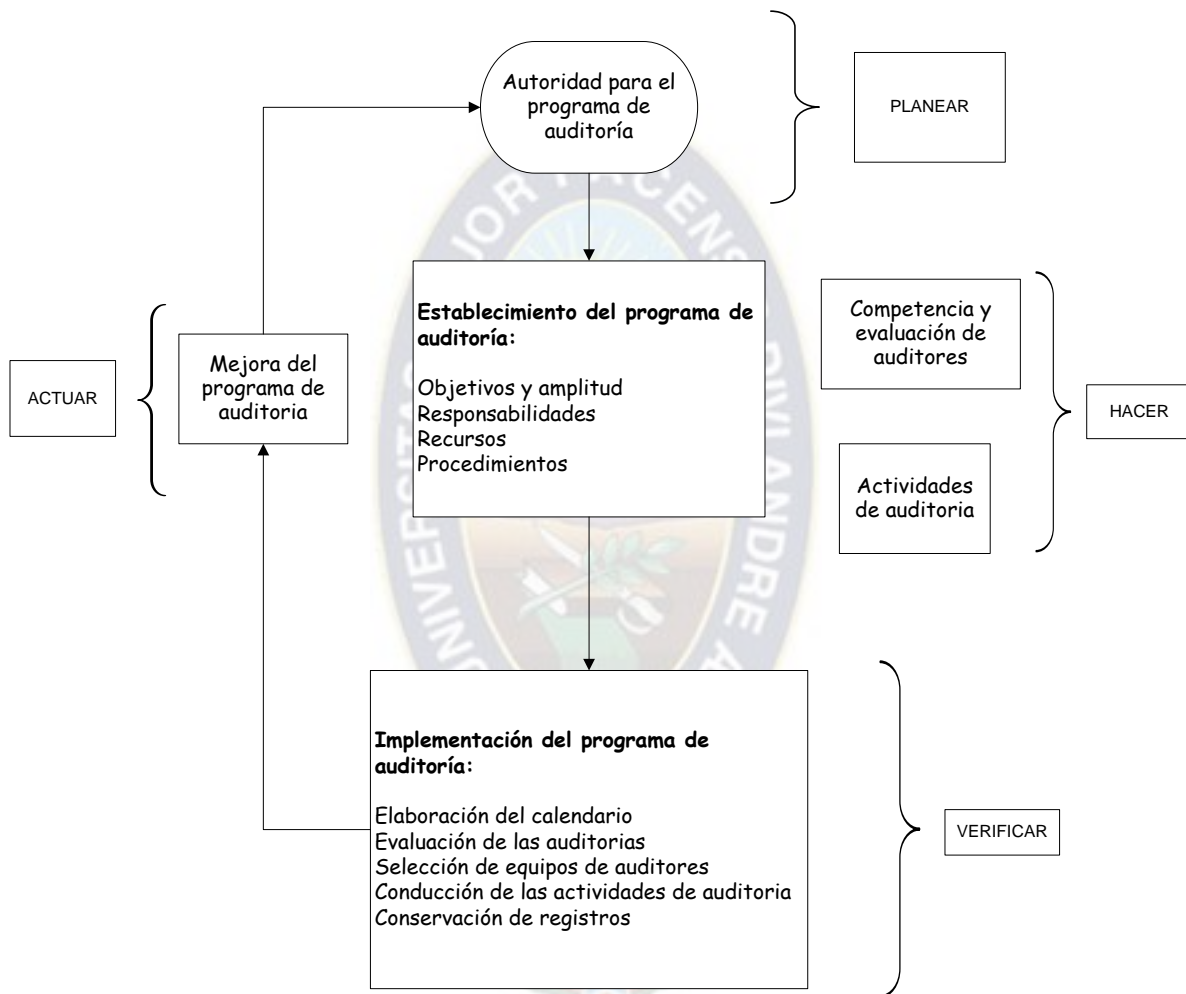 Autoridad para el
programa de
auditoría
PLANEAR
Establecimiento del programa de
auditoría:
Objetivos y amplitud
Responsabilidades
Recursos
Procedimientos
Competencia y
evaluación de
auditores
Actividades
de auditoria
HACER
Mejora del
programa de
auditoria
ACTUAR
Implementación del programa de
auditoría:
Elaboración del calendario
Evaluación de las auditorias
Selección de equipos de auditores
Conducción de las actividades de auditoria
Conservación de registros
VERIFICAR